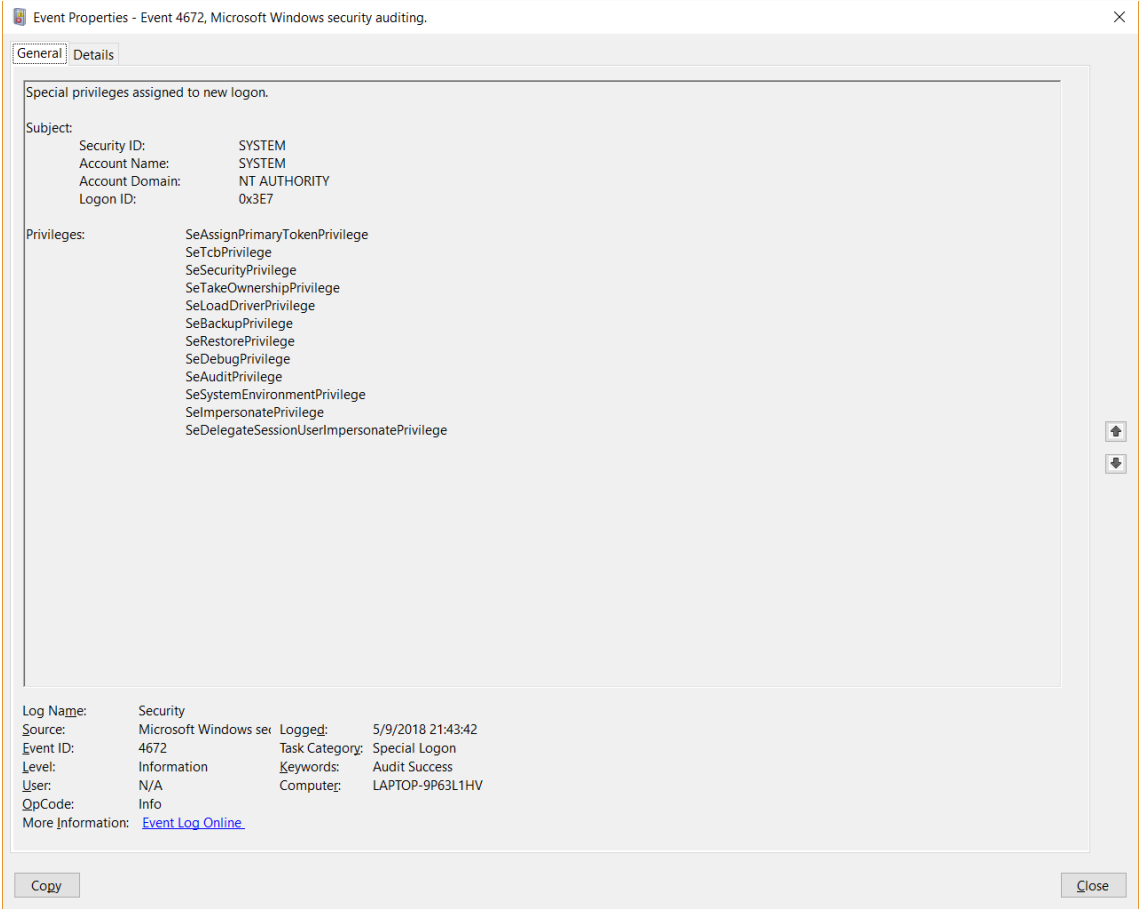 Event Properties - Event 4672, Microsoft Windows security auditing.
General Details
Special privileges assigned to new logon.
Subject:
Security ID: SYSTEM
Account Name: SYSTEM
Account Domain: NT AUTHORITY
Logon ID: 0x3E7
Privileges: SeAssignPrimaryTokenPrivilege
SeTcbPrivilege
SeSecurityPrivilege
SeTakeOwnershipPrivilege
SeLoadDriverPrivilege
SeBackupPrivilege
SeRestorePrivilege
SeDebugPrivilege
SeAuditPrivilege
SeSystemEnvironmentPrivilege
SeImpersonatePrivilege
SeDelegateSessionUserImpersonatePrivilege
Log Name: Security
Source: Microsoft Windows sec Logged: 5/9/2018 21:43:42
Event ID: 4672 Task Category: Special Logon
Level: Information Keywords: Audit Success
User: N/A Computer: LAPTOP-9P63L1HV
OpCode: Info
More Information: Event Log Online
Copy Close